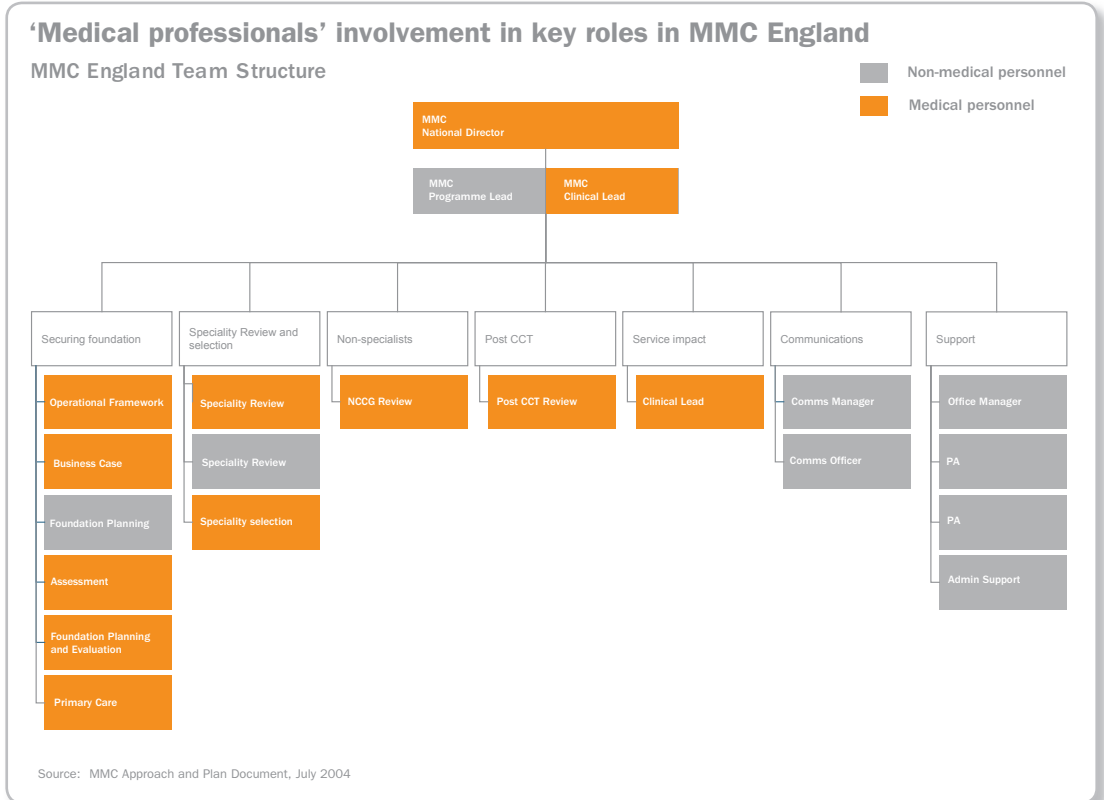 ‘Medical professionals’ involvement in key roles in MMC England
MMC England Team Structure
Non-medical personnel
Medical personnel
MMC
National Director
MMC
Programme Lead
MMC
Clinical Lead
Securing foundation
Speciality Review and
selection
Non-specialists
Post CCT
Service impact
Communications
Support
Operational Framework
Business Case
Foundation Planning
Assessment
Foundation Planning
and Evaluation
Primary Care
Speciality Review
Speciality Review
Speciality selection
NCCG Review
Post CCT Review
Clinical Lead
Comms Manager
Comms Officer
Office Manager
PA
PA
Admin Support
Source: MMC Approach and Plan Document, July 2004